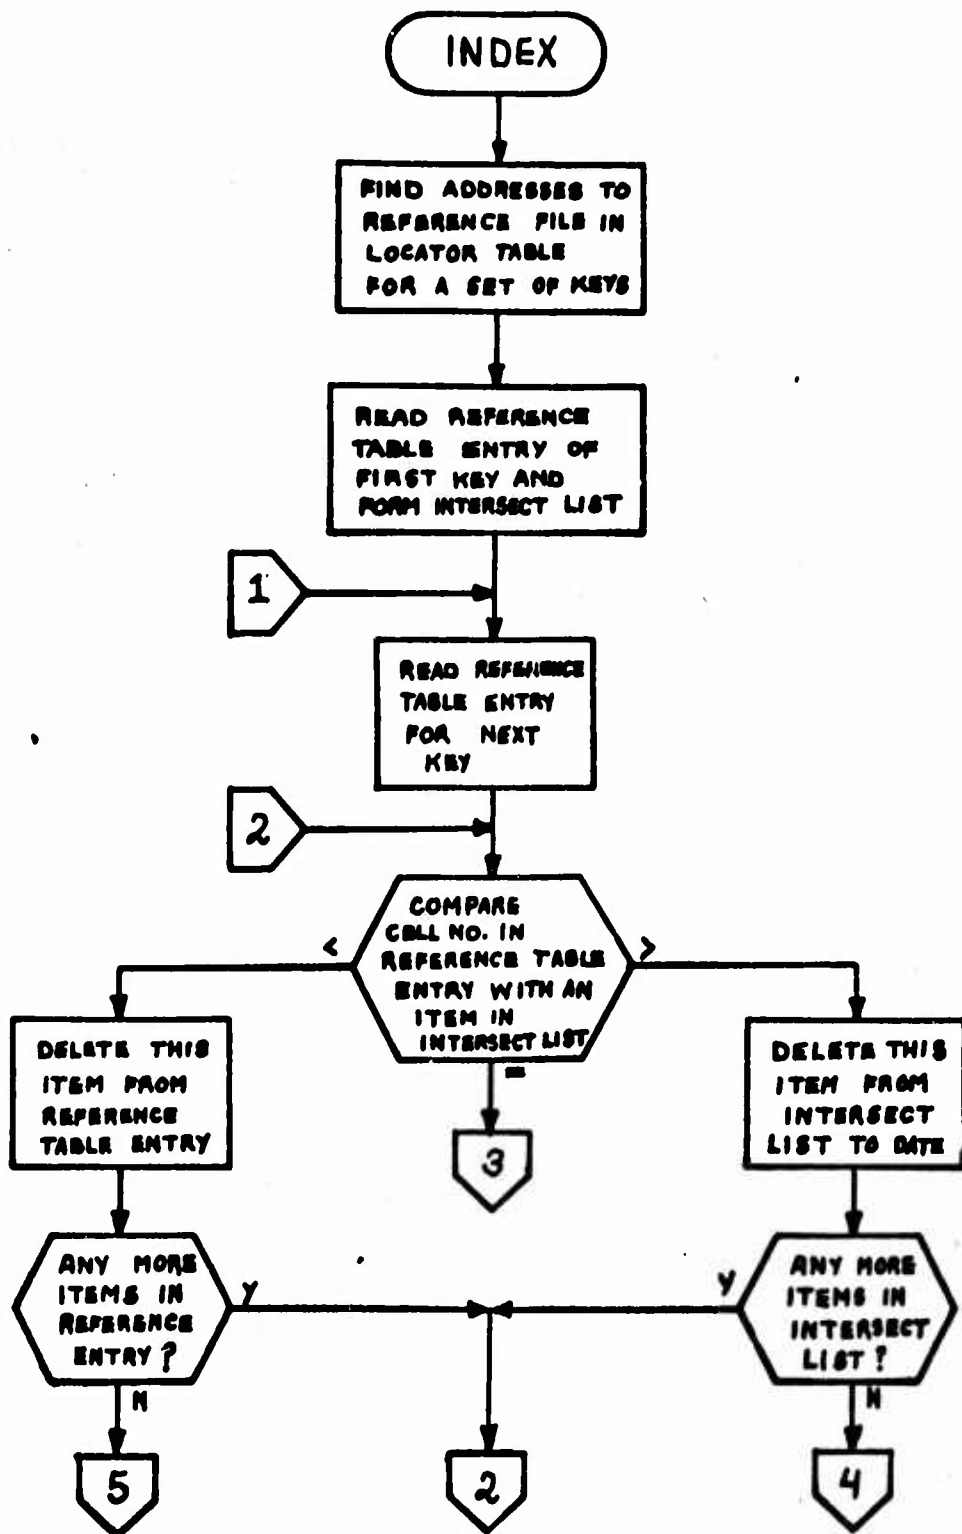 INDEX
FIND ADDRESSES TO
REFERENCE FILE IN
LOCATOR TABLE
FOR A SET OF KEYS
READ REFERENCE
TABLE ENTRY OF
FIRST KEY AND
FORM INTERSECT LIST
1
READ REFERENCE
TABLE ENTRY
FOR NEXT
KEY
2
COMPARE
CELL NO. IN
REFERENCE TABLE
ENTRY WITH AN
ITEM IN
INTERSECT LIST
<
>
=
DELETE THIS
ITEM FROM
REFERENCE
TABLE ENTRY
3
DELETE THIS
ITEM FROM
INTERSECT
LIST TO DATE
ANY MORE
ITEMS IN
REFERENCE
ENTRY?
Y
N
Y
ANY MORE
ITEMS IN
INTERSECT
LIST?
N
5
2
4